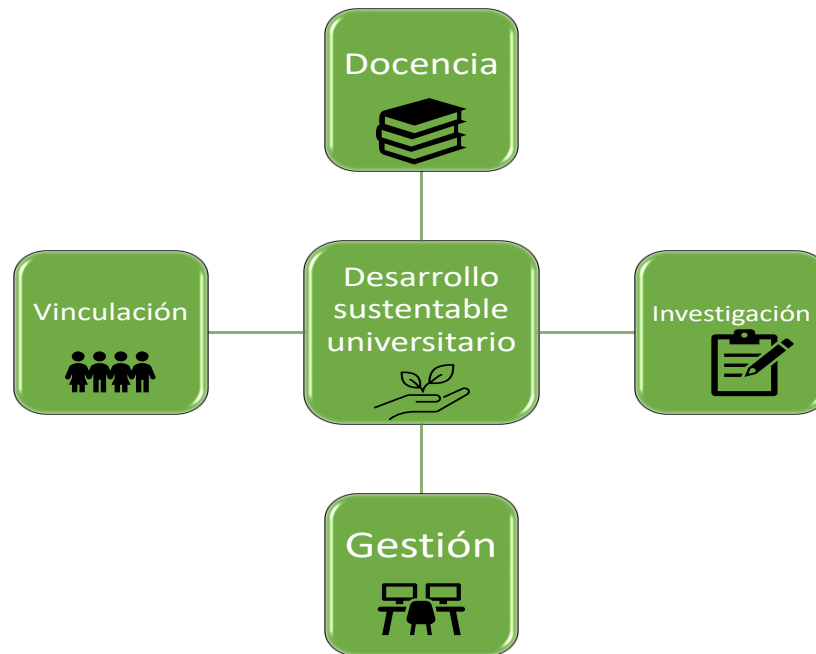 Docencia
Vinculación
Desarrollo
sustentable
universitario
Investigación
Gestión